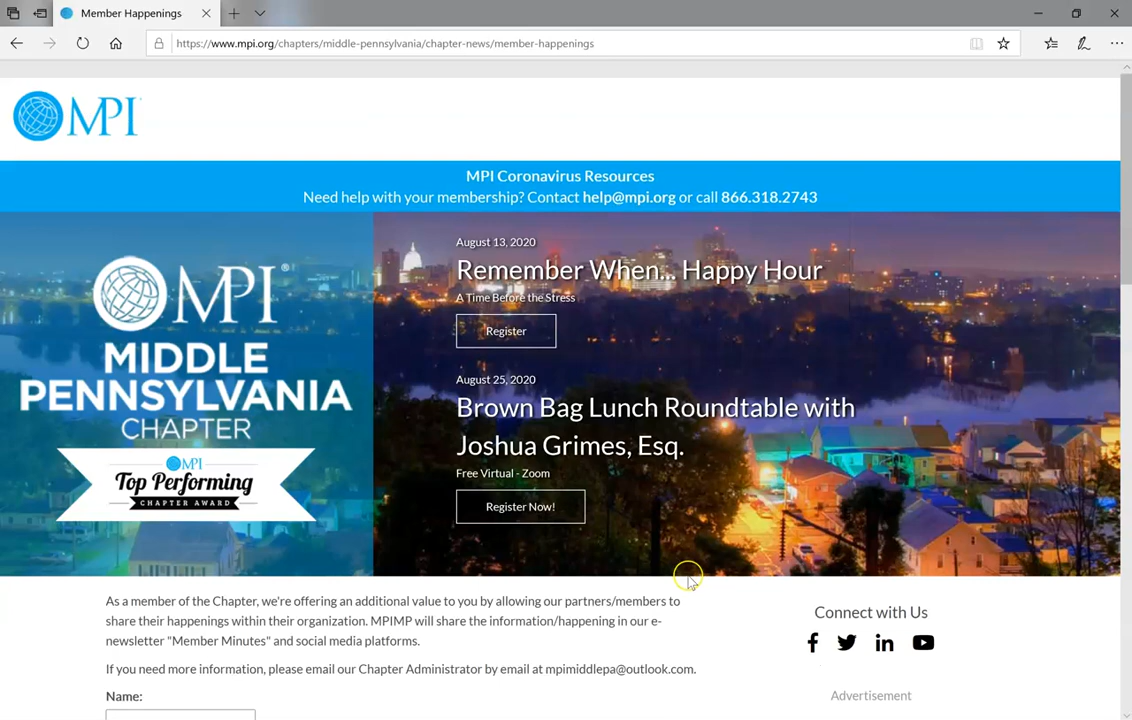 Member Happenings
https://www.mpi.org/chapters/middle-pennsylvania/chapter-news/member-happenings
MPI
MPI Coronavirus Resources
Need help with your membership? Contact help@mpi.org or call 866.318.2743
MPI®
MIDDLE
PENNSYLVANIA
CHAPTER
MPI
Top Performing
CHAPTER AWARD
August 13, 2020
Remember When... Happy Hour
A Time Before the Stress
Register
August 25, 2020
Brown Bag Lunch Roundtable with
Joshua Grimes, Esq.
Free Virtual - Zoom
Register Now!
As a member of the Chapter, we're offering an additional value to you by allowing our partners/members to
share their happenings within their organization. MPIMP will share the information/happening in our e-
newsletter "Member Minutes" and social media platforms.
If you need more information, please email our Chapter Administrator by email at mpimiddlepa@outlook.com.
Name:
Connect with Us
Advertisement